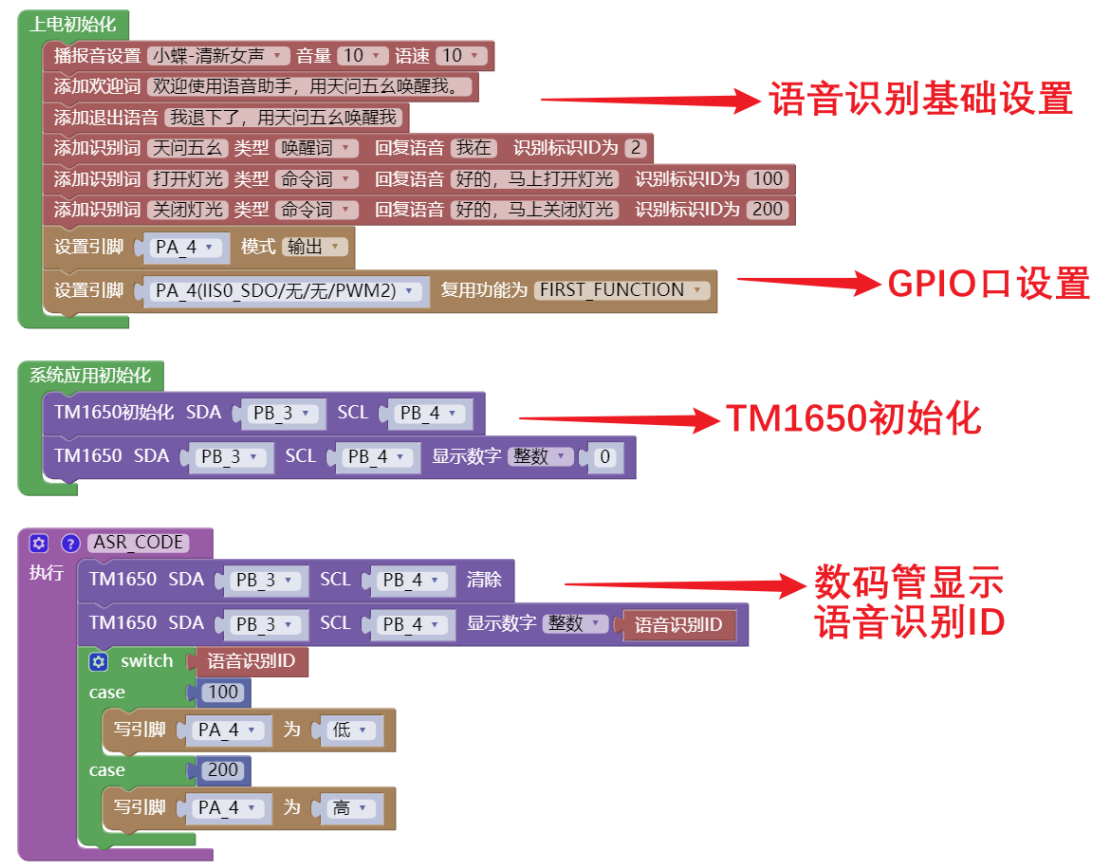 上电初始化
播报音设置 小蝶-清新女声 音量 10 语速 10
添加欢迎词 欢迎使用语音助手，用天问五幺唤醒我。
添加退出语音 我退下了，用天问五幺唤醒我
语音识别基础设置
添加识别词 天问五幺 类型 唤醒词 回复语音 我在 识别标识ID为 2
添加识别词 打开灯光 类型 命令词 回复语音 好的，马上打开灯光 识别标识ID为 100
添加识别词 关闭灯光 类型 命令词 回复语音 好的，马上关闭灯光 识别标识ID为 200
设置引脚 PA_4 模式 输出
设置引脚 PA_4(IIS0_SDO/无/无/PWM2) 复用功能为 FIRST_FUNCTION
GPIO口设置
系统应用初始化
TM1650初始化 SDA PB_3 SCL PB_4
TM1650初始化
TM1650 SDA PB_3 SCL PB_4 显示数字 整数 0
? ASR_CODE
执行 TM1650 SDA PB_3 SCL PB_4 清除
数码管显示
语音识别ID
TM1650 SDA PB_3 SCL PB_4 显示数字 整数 语音识别ID
switch 语音识别ID
case 100
写引脚 PA_4 为 低
case 200
写引脚 PA_4 为 高